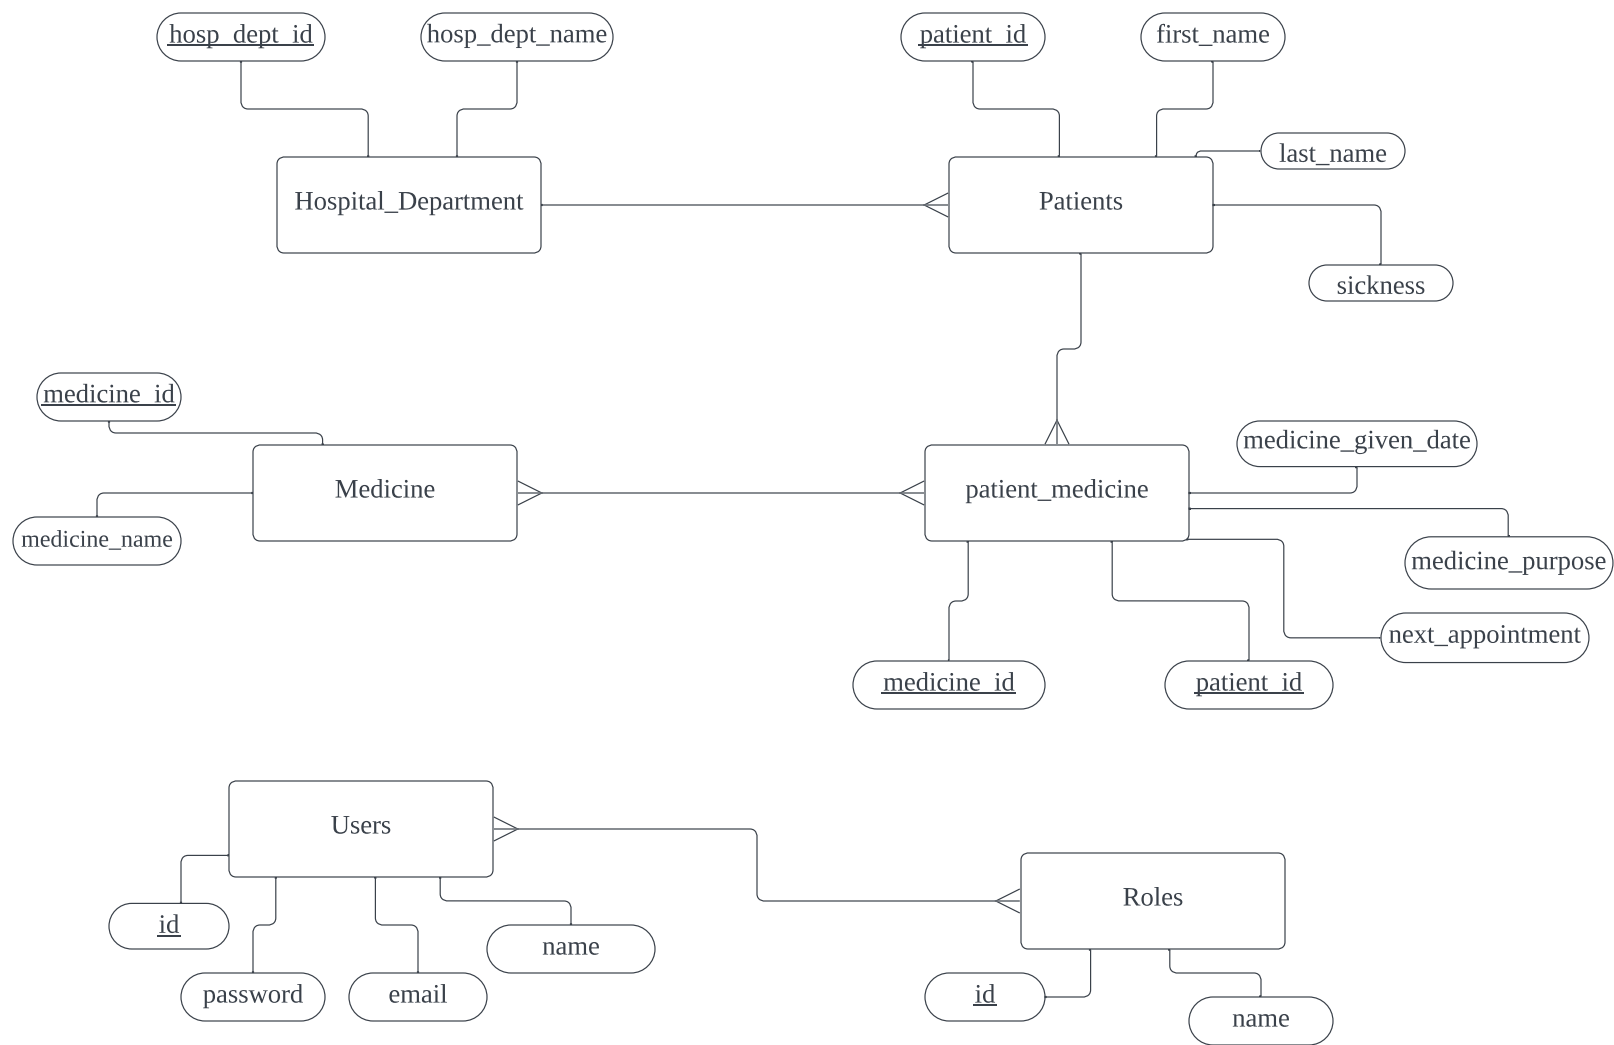 hosp_dept_id
hosp_dept_name
patient_id
first_name
last_name
Hospital_Department
Patients
sickness
medicine_id
medicine_given_date
Medicine
patient_medicine
medicine_name
medicine_purpose
next_appointment
medicine_id
patient_id
Users
Roles
id
name
password
email
id
name